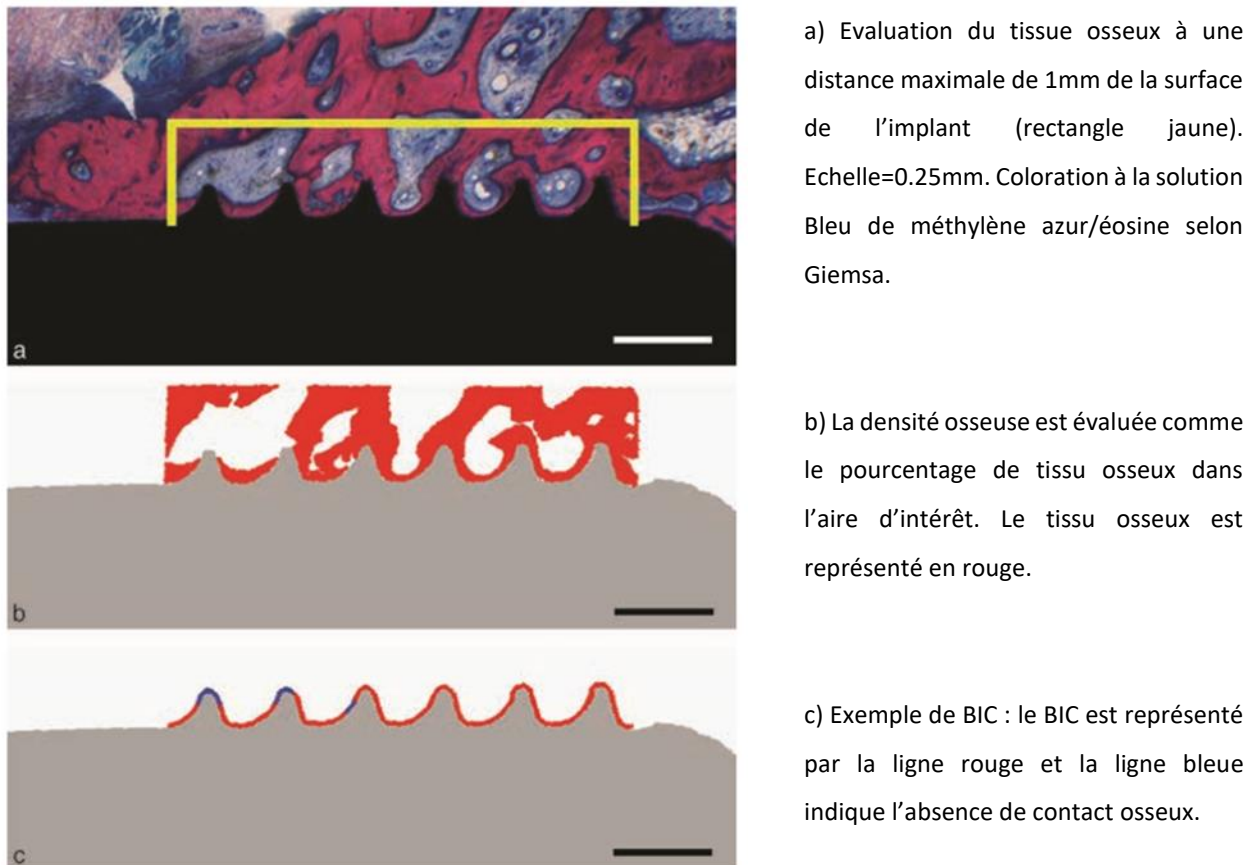 a) Evaluation du tissue osseux à une
distance maximale de 1mm de la surface
de l’implant (rectangle jaune).
Echelle=0.25mm. Coloration à la solution
Bleu de méthylène azur/éosine selon
Giemsa.
a
b) La densité osseuse est évaluée comme
le pourcentage de tissu osseux dans
l’aire d’intérêt. Le tissu osseux est
représenté en rouge.
b
c) Exemple de BIC : le BIC est représenté
par la ligne rouge et la ligne bleue
indique l’absence de contact osseux.
c